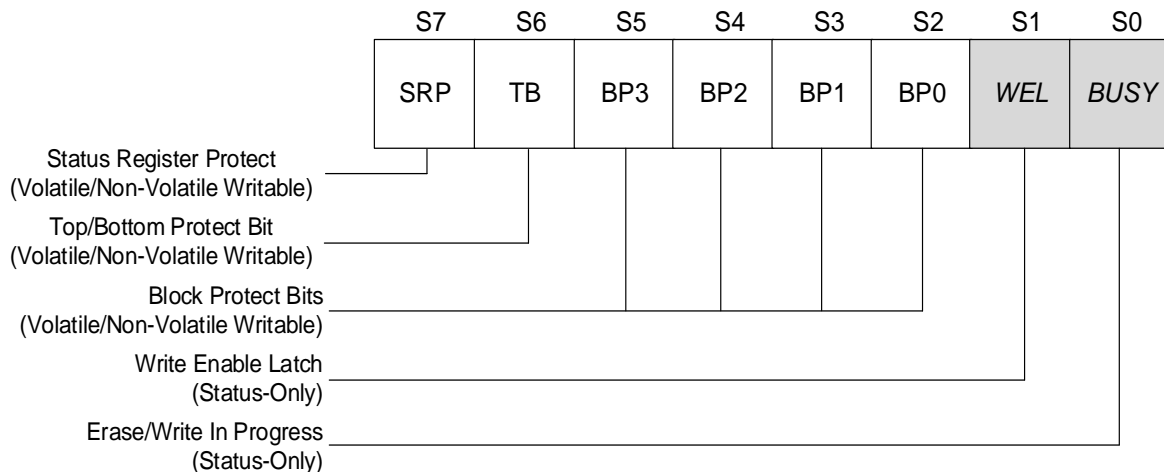 S7 S6 S5 S4 S3 S2 S1 S0
SRP TB BP3 BP2 BP1 BP0 WEL BUSY
Status Register Protect
(Volatile/Non-Volatile Writable)
Top/Bottom Protect Bit
(Volatile/Non-Volatile Writable)
Block Protect Bits
(Volatile/Non-Volatile Writable)
Write Enable Latch
(Status-Only)
Erase/Write In Progress
(Status-Only)